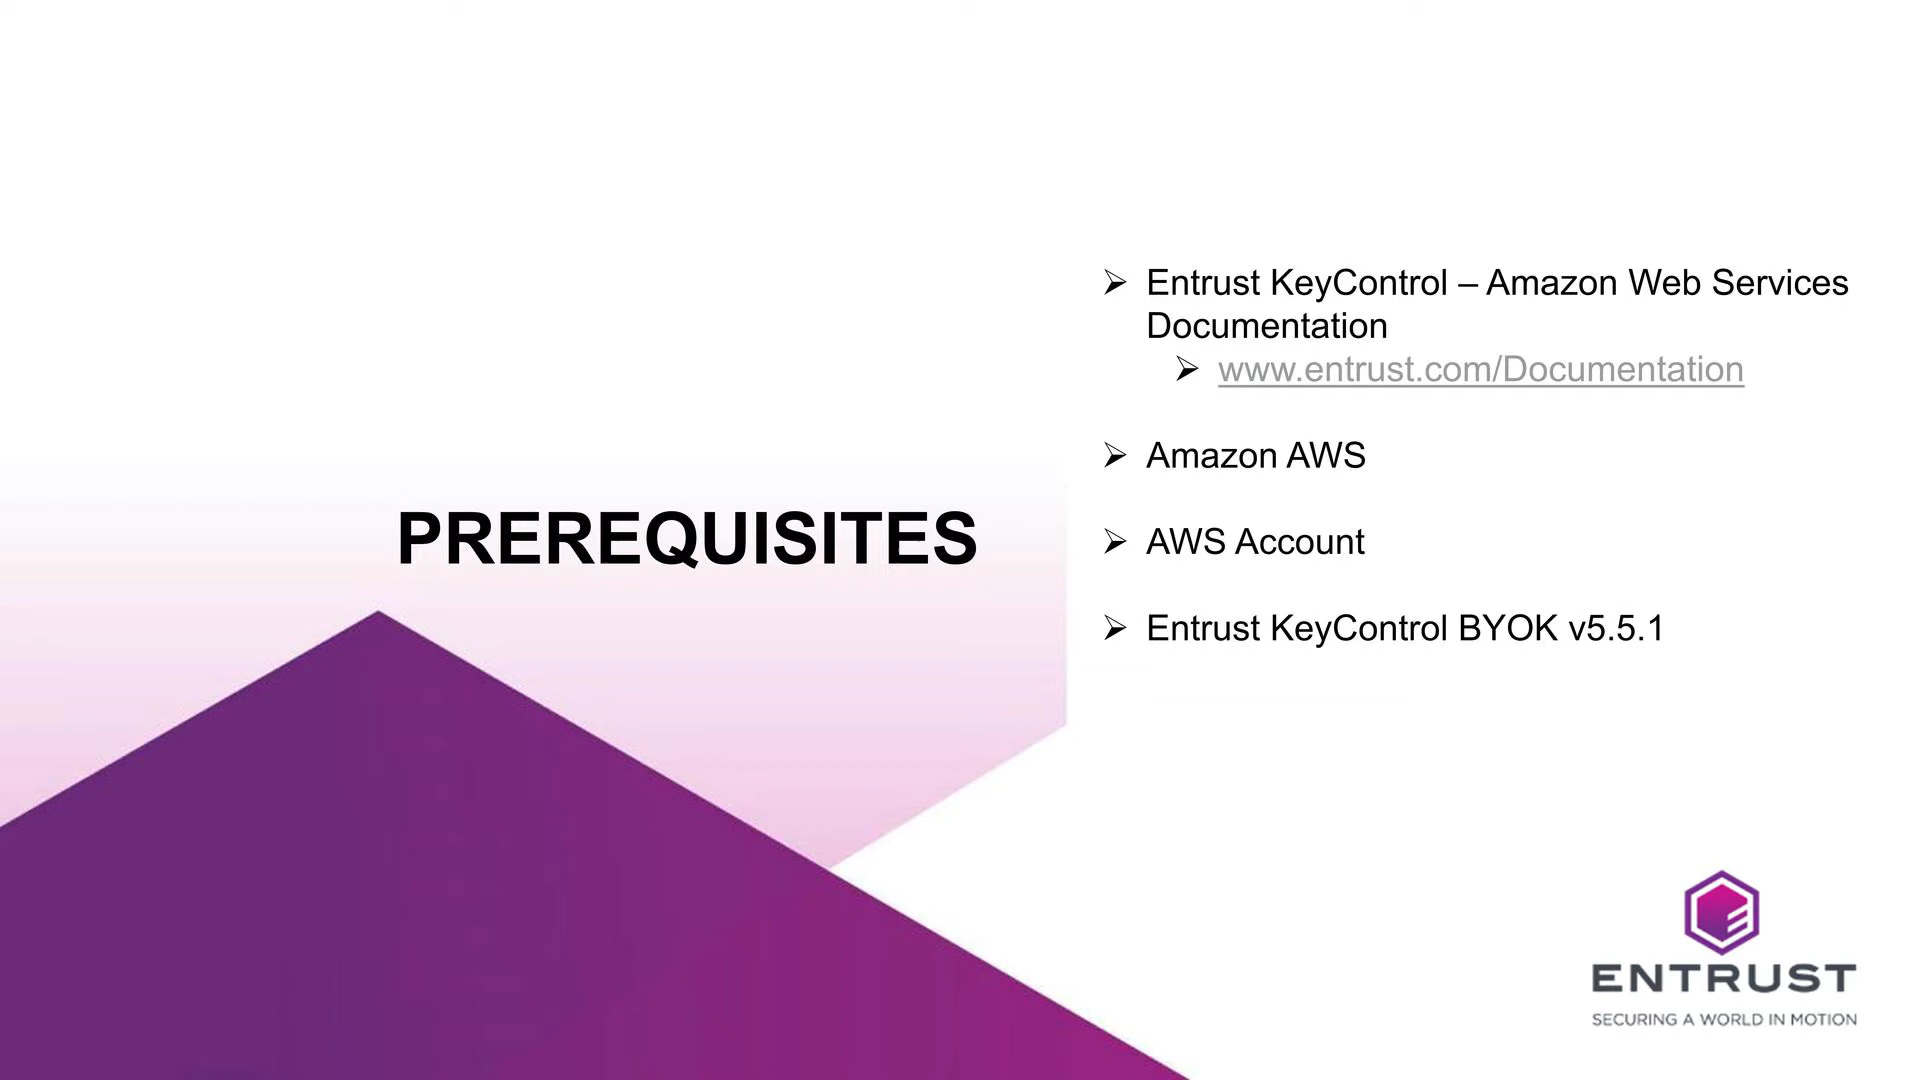 PREREQUISITES
Entrust KeyControl – Amazon Web Services
Documentation
www.entrust.com/Documentation
Amazon AWS
AWS Account
Entrust KeyControl BYOK v5.5.1
ENTRUST
SECURING A WORLD IN MOTION